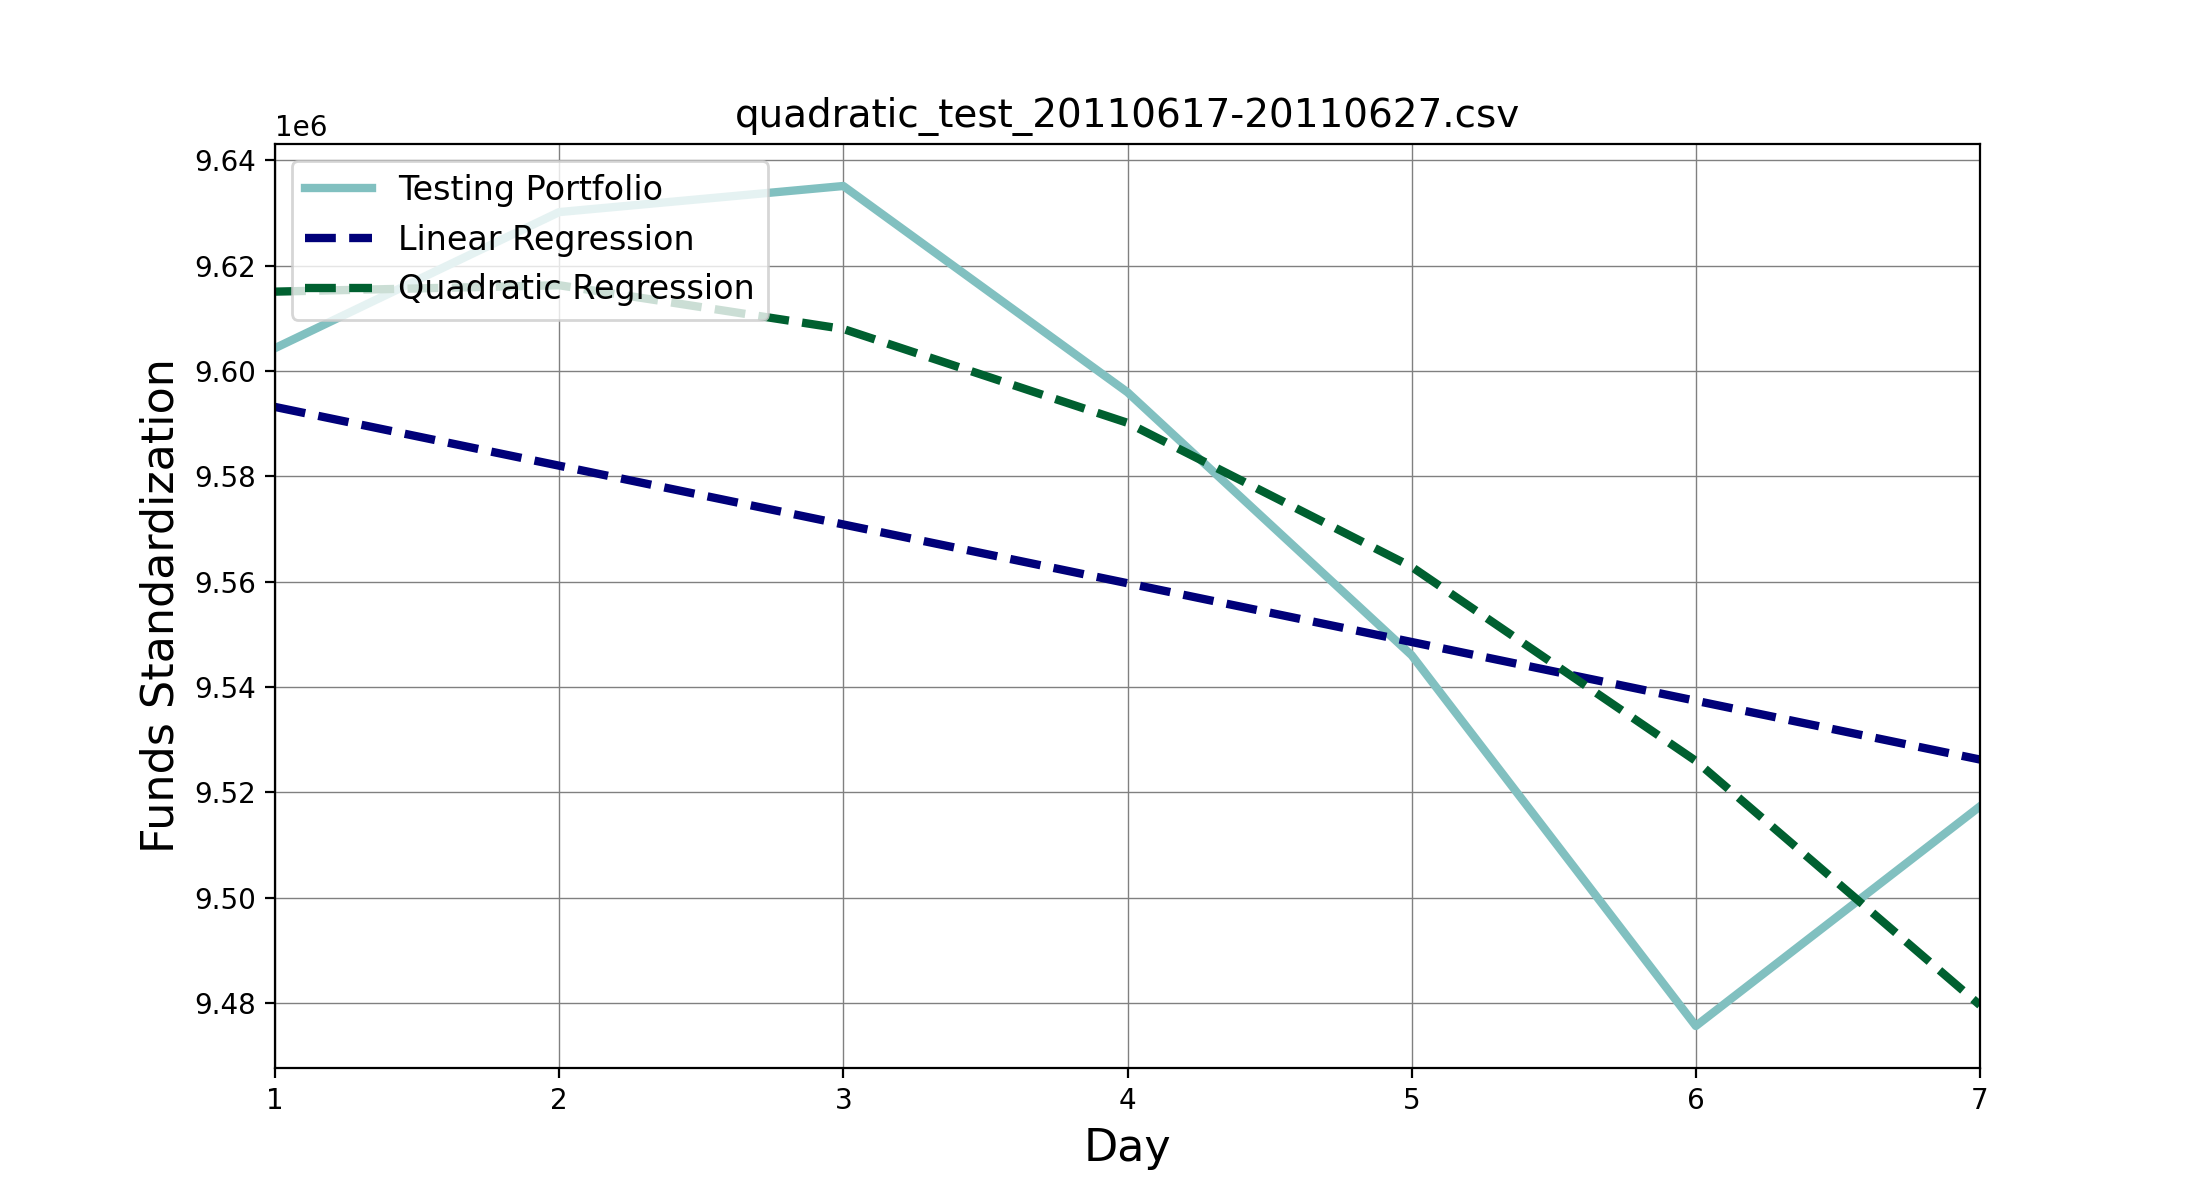 quadratic_test_20110617-20110627.csv
1e6
9.64
9.62
9.60
9.58
9.56
9.54
9.52
9.50
9.48
Funds Standardization
Testing Portfolio
Linear Regression
Quadratic Regression
1 2 3 4 5 6 7
Day